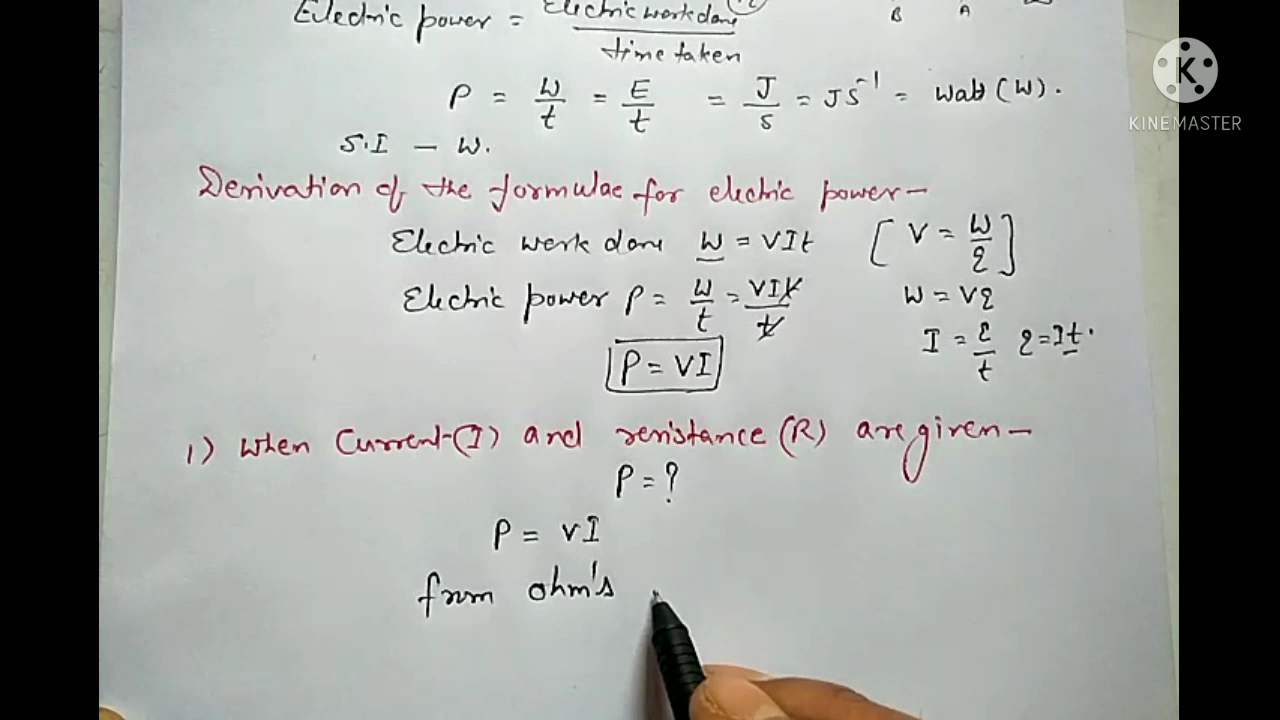 Electric power = Electric work done
time taken
B A
P = W/t = E/t = J/s = JS⁻¹ = watt (W).
S.I – W.
Derivation of the formulae for electric power –
Electric work done W = VIt [V = W/q]
Electric power P = W/t = VIt/t W = Vq
I = q/t q = It.
P = VI
1) When Current (I) and resistance (R) are given –
P = ?
P = VI
from ohm's
K
KINEMASTER